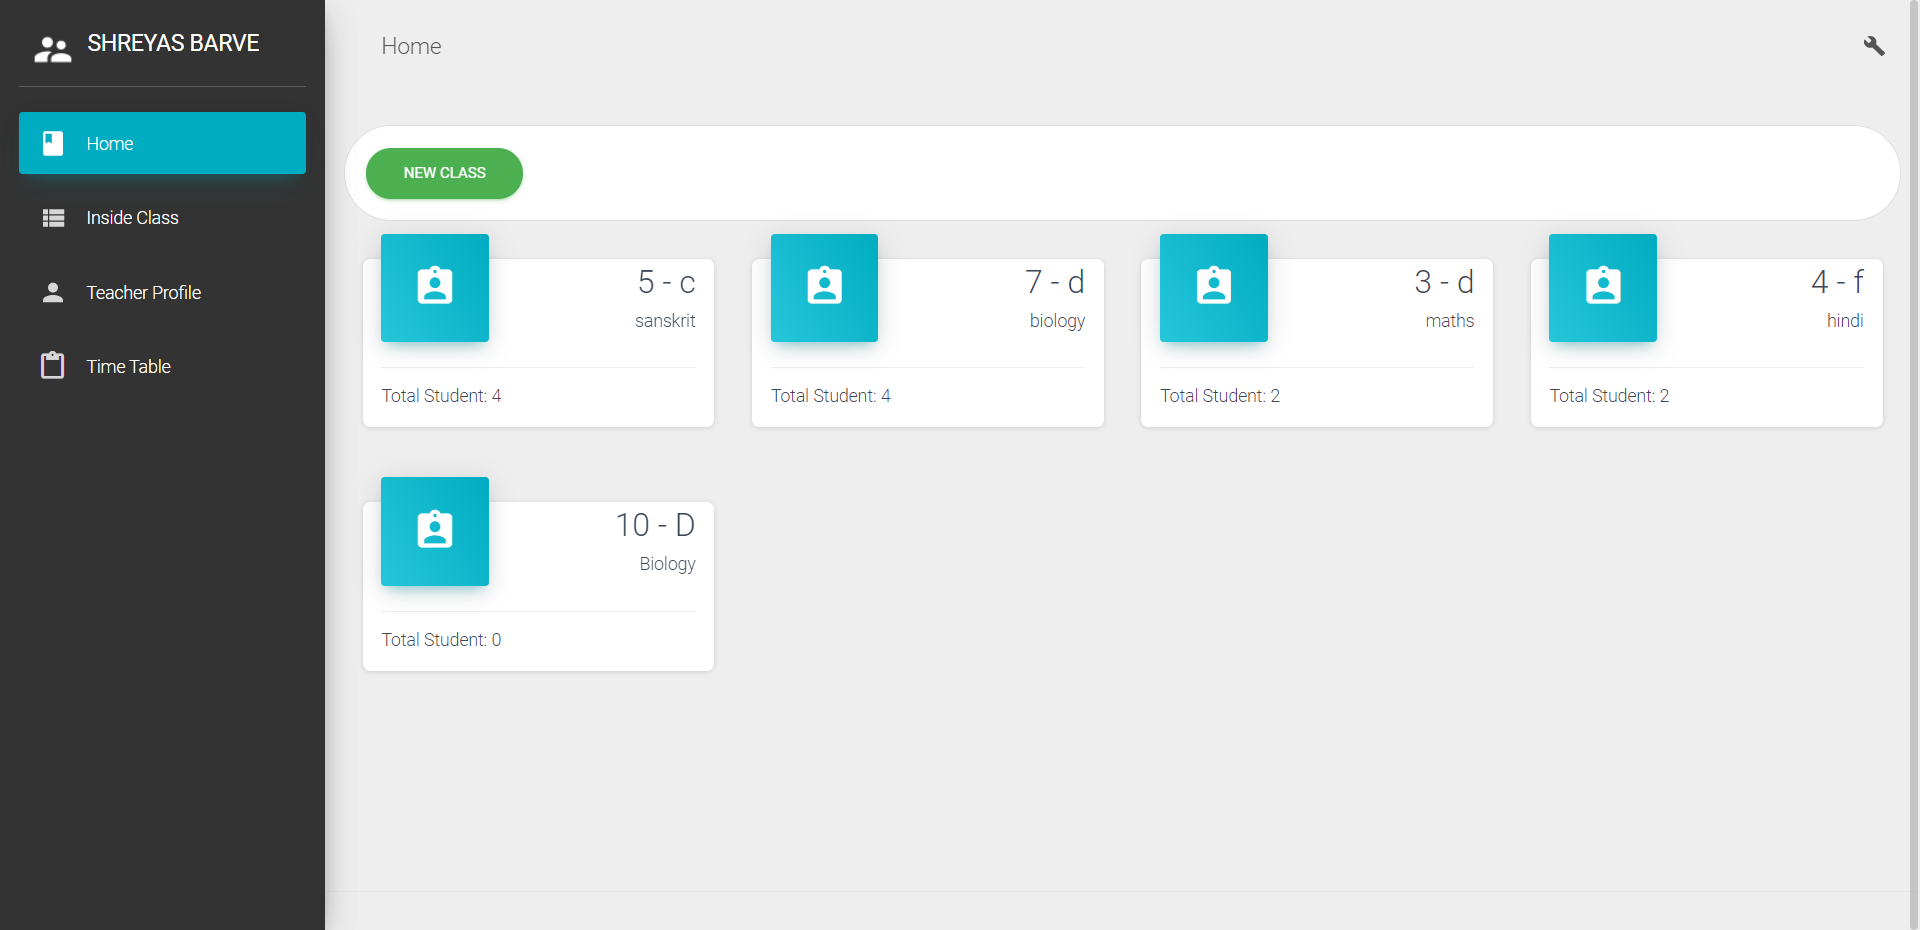 SHREYAS BARVE
Home
Inside Class
Teacher Profile
Time Table
Home
NEW CLASS
5 - c
sanskrit
Total Student: 4
7 - d
biology
Total Student: 4
3 - d
maths
Total Student: 2
4 - f
hindi
Total Student: 2
10 - D
Biology
Total Student: 0